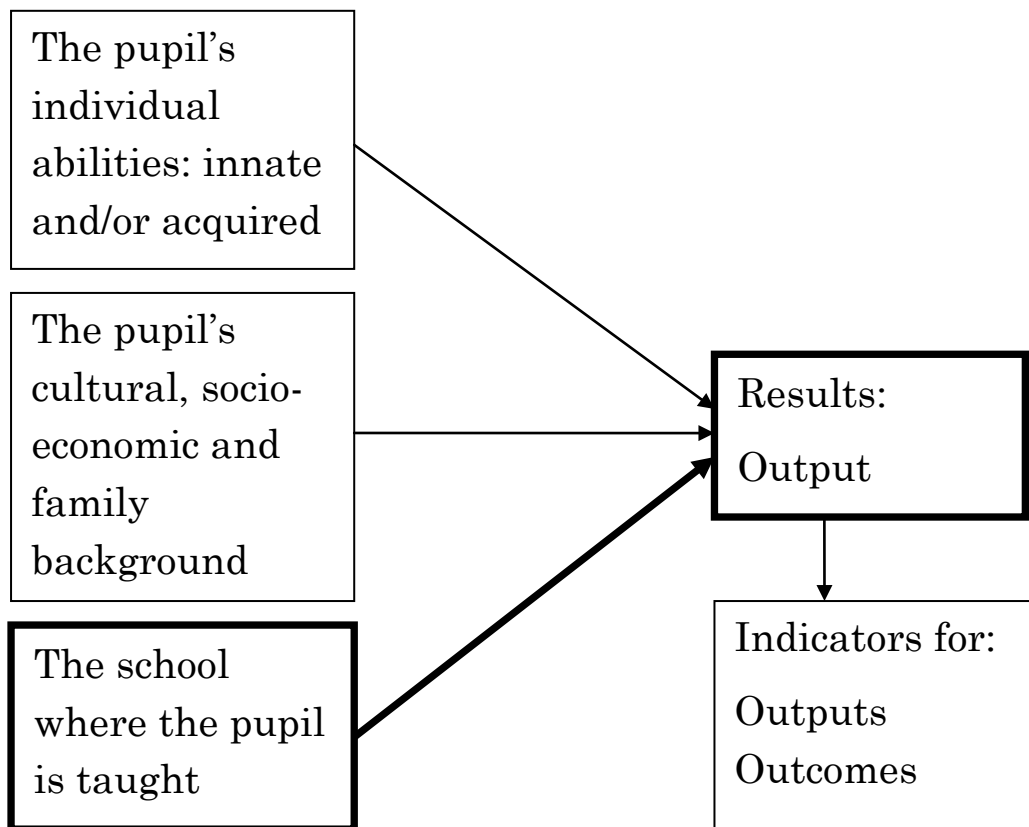 The pupil’s
individual
abilities: innate
and/or acquired
The pupil’s
cultural, socio-
economic and
family
background
The school
where the pupil
is taught
Results:
Output
Indicators for:
Outputs
Outcomes